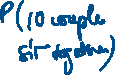 P(10 couple
sit together)